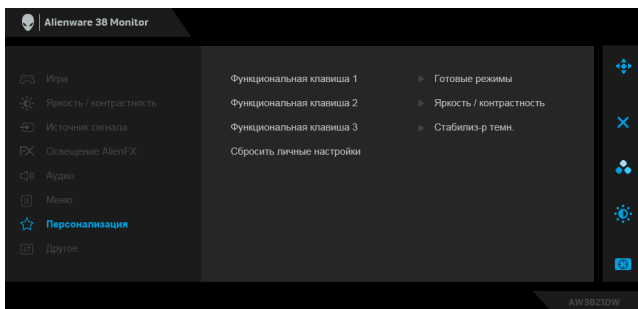 Alienware 38 Monitor
Игра
Яркость / контрастность
Источник сигнала
Освещение AlienFX
Аудио
Меню
Персонализация
Другое
Функциональная клавиша 1
Готовые режимы
Функциональная клавиша 2
Яркость / контрастность
Функциональная клавиша 3
Стабилиз-р темн.
Сбросить личные настройки
AW3821DW